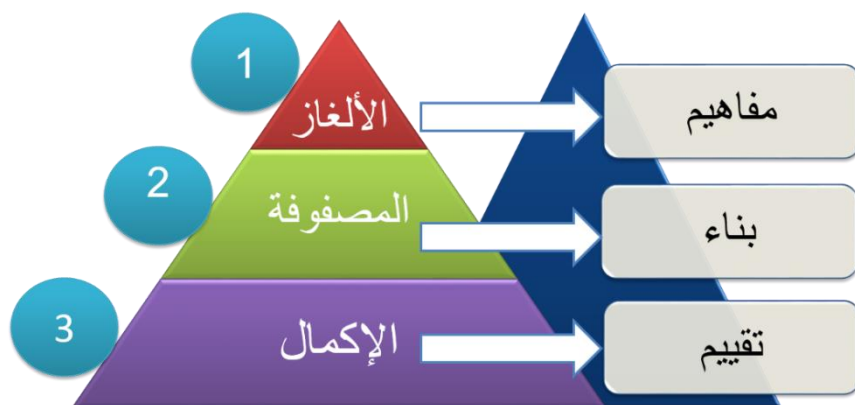 1
الألغاز
مفاهيم
2
المصفوفة
بناء
3
الإكمال
تقييم